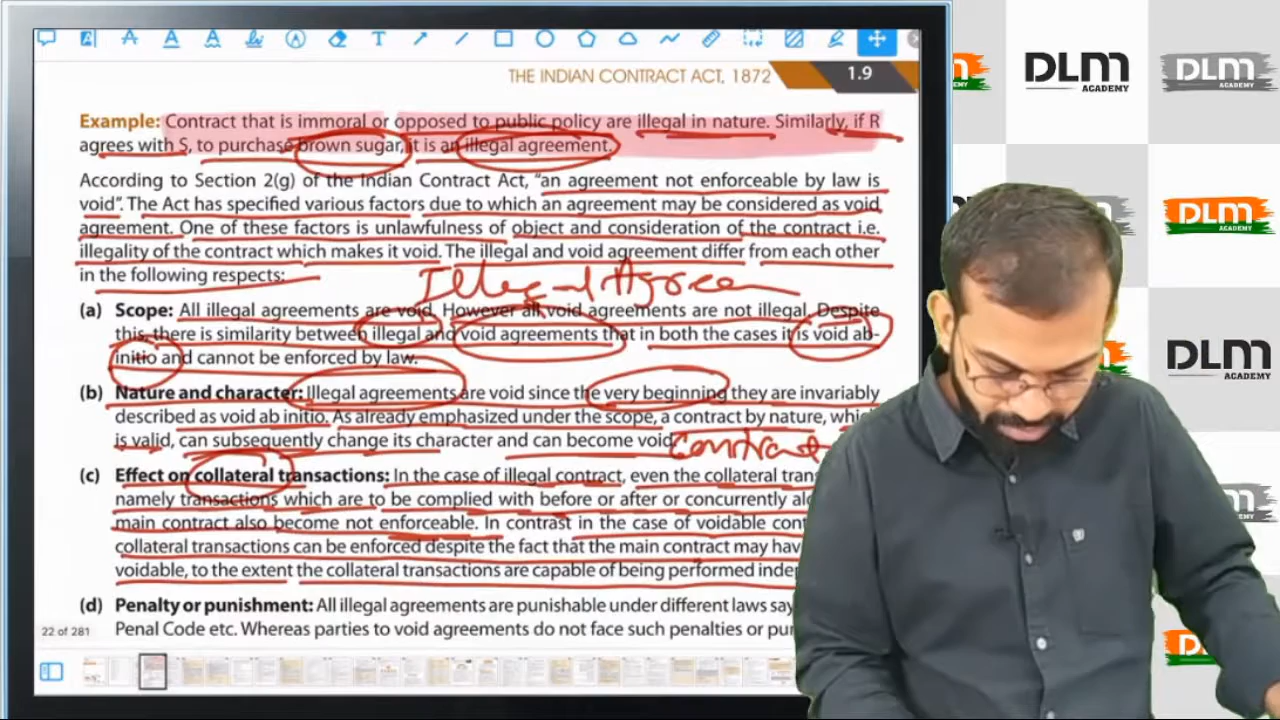 THE INDIAN CONTRACT ACT, 1872
1.9
Example: Contract that is immoral or opposed to public policy are illegal in nature. Similarly, if R
agrees with S, to purchase brown sugar, it is an illegal agreement.
According to Section 2(g) of the Indian Contract Act, “an agreement not enforceable by law is
void”. The Act has specified various factors due to which an agreement may be considered as void
agreement. One of these factors is unlawfulness of object and consideration of the contract i.e.
illegality of the contract which makes it void. The illegal and void agreement differ from each other
in the following respects:
Illegal Agreem
(a) Scope: All illegal agreements are void. However all void agreements are not illegal. Despite
this, there is similarity between illegal and void agreements that in both the cases it is void ab-
initio and cannot be enforced by law.
(b) Nature and character: Illegal agreements are void since the very beginning they are invariably
described as void ab initio. As already emphasized under the scope, a contract by nature, which
is valid, can subsequently change its character and can become void.
contract
(c) Effect on collateral transactions: In the case of illegal contract, even the collateral
namely transactions which are to be complied with before or after or concurrently
main contract also become not enforceable. In contrast in the case of voidable
collateral transactions can be enforced despite the fact that the main contract may have
voidable, to the extent the collateral transactions are capable of being performed
(d) Penalty or punishment: All illegal agreements are punishable under different laws say
Penal Code etc. Whereas parties to void agreements do not face such penalties or
22 of 281
DLM
ACADEMY
DLM
ACADEMY
DLM
ACADEMY
DLM
ACADEMY